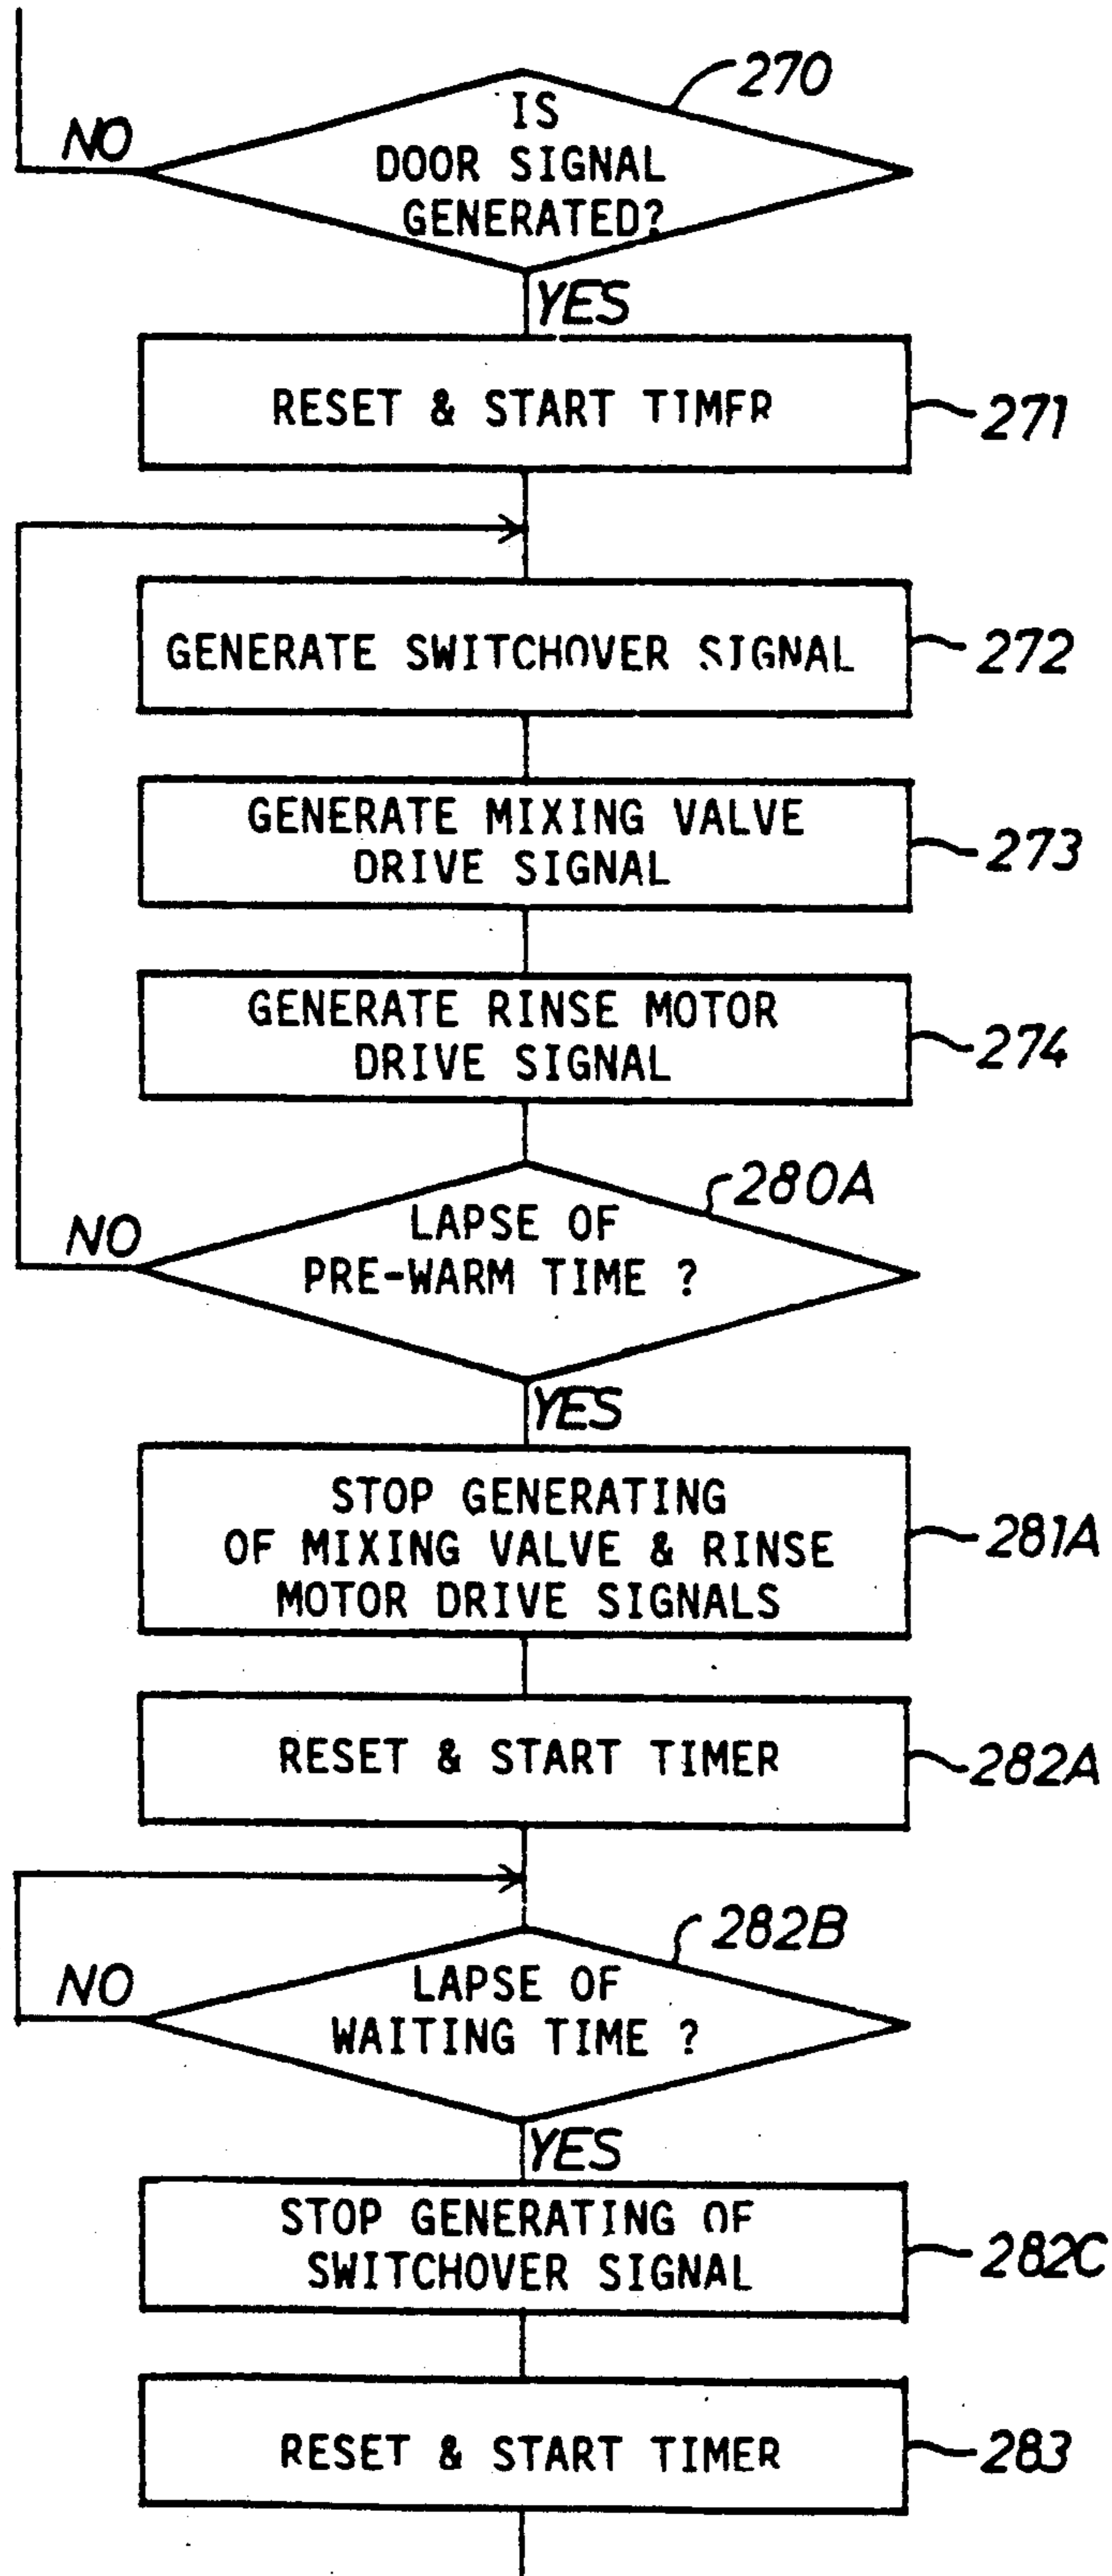 270
IS
DOOR SIGNAL
GENERATED?
NO
YES
RESET & START TIMER
271
GENERATE SWITCHOVER SIGNAL
272
GENERATE MIXING VALVE
DRIVE SIGNAL
273
GENERATE RINSE MOTOR
DRIVE SIGNAL
274
280A
LAPSE OF
PRE-WARM TIME ?
NO
YES
STOP GENERATING
OF MIXING VALVE & RINSE
MOTOR DRIVE SIGNALS
281A
RESET & START TIMER
282A
282B
LAPSE OF
WAITING TIME ?
NO
YES
STOP GENERATING OF
SWITCHOVER SIGNAL
282C
RESET & START TIMER
283